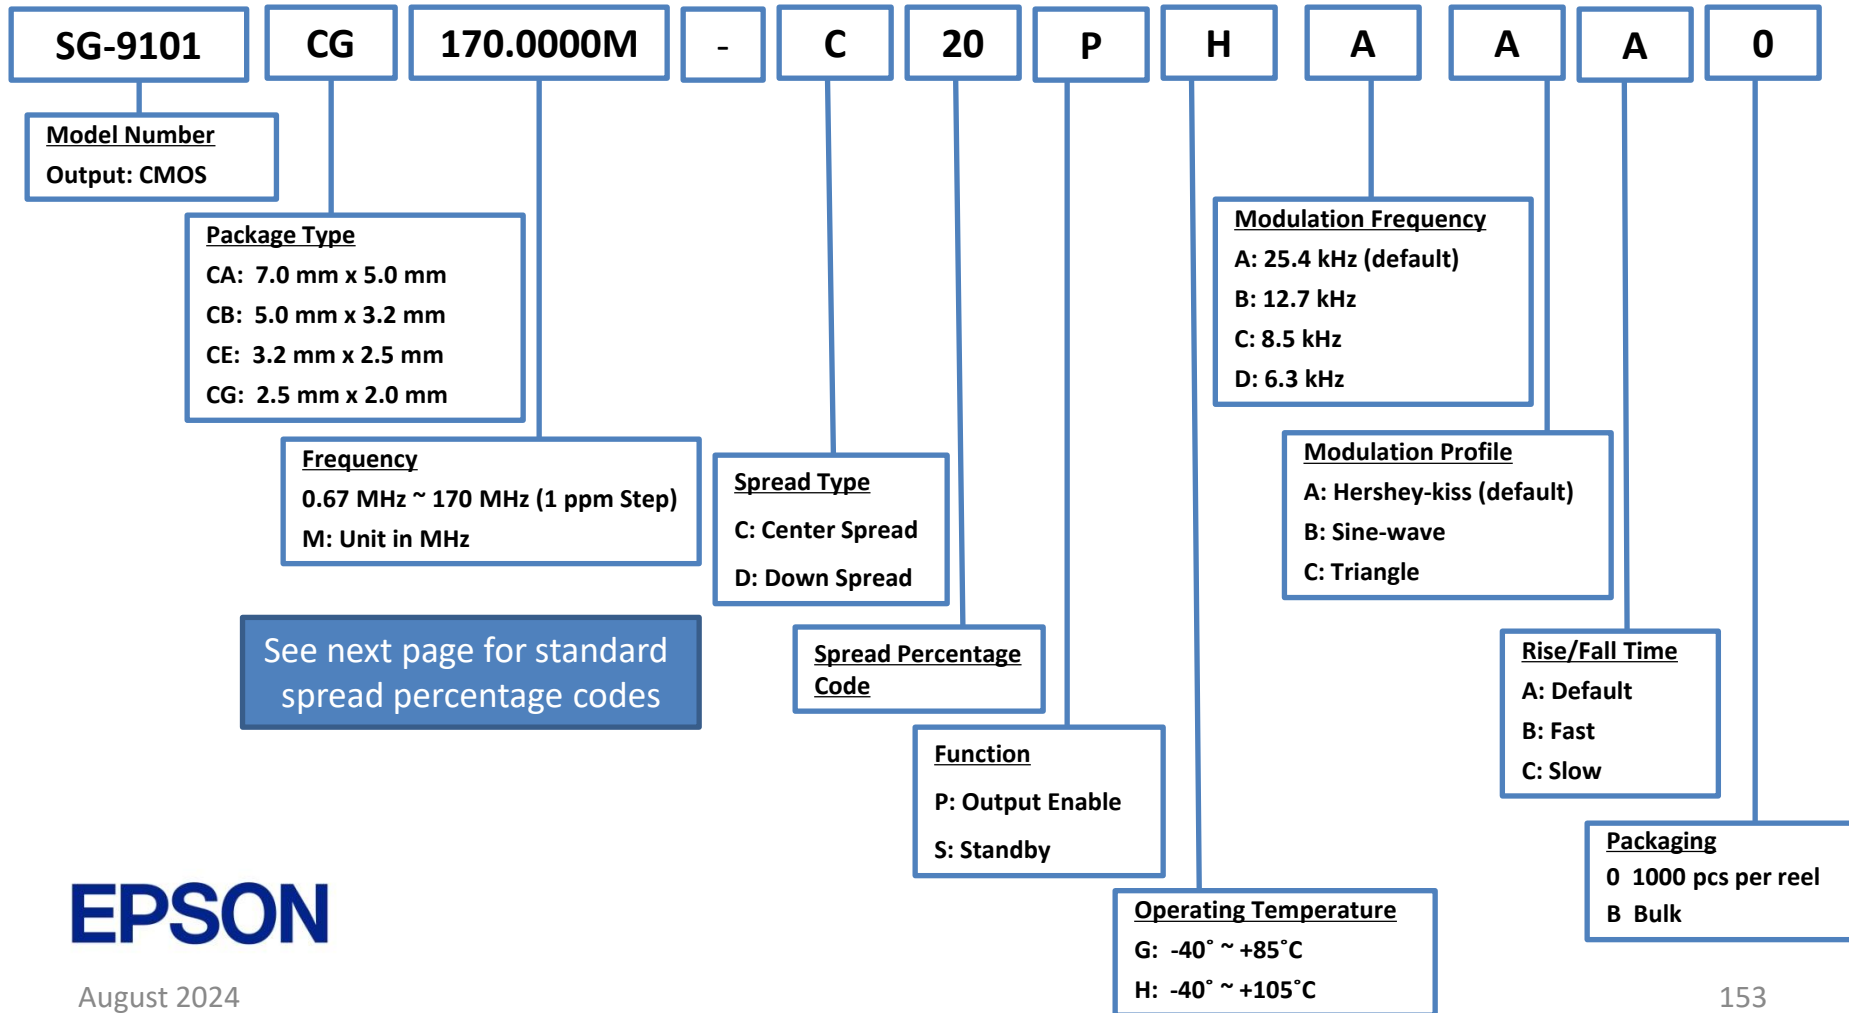 SG-9101 CG 170.0000M - C 20 P H A A A 0
Model Number
Output: CMOS
Package Type
CA: 7.0 mm x 5.0 mm
CB: 5.0 mm x 3.2 mm
CE: 3.2 mm x 2.5 mm
CG: 2.5 mm x 2.0 mm
Frequency
0.67 MHz ~ 170 MHz (1 ppm Step)
M: Unit in MHz
Spread Type
C: Center Spread
D: Down Spread
See next page for standard
spread percentage codes
Spread Percentage
Code
Function
P: Output Enable
S: Standby
Operating Temperature
G: -40˚ ~ +85˚C
H: -40˚ ~ +105˚C
Modulation Frequency
A: 25.4 kHz (default)
B: 12.7 kHz
C: 8.5 kHz
D: 6.3 kHz
Modulation Profile
A: Hershey-kiss (default)
B: Sine-wave
C: Triangle
Rise/Fall Time
A: Default
B: Fast
C: Slow
Packaging
0 1000 pcs per reel
B Bulk
EPSON
August 2024
153